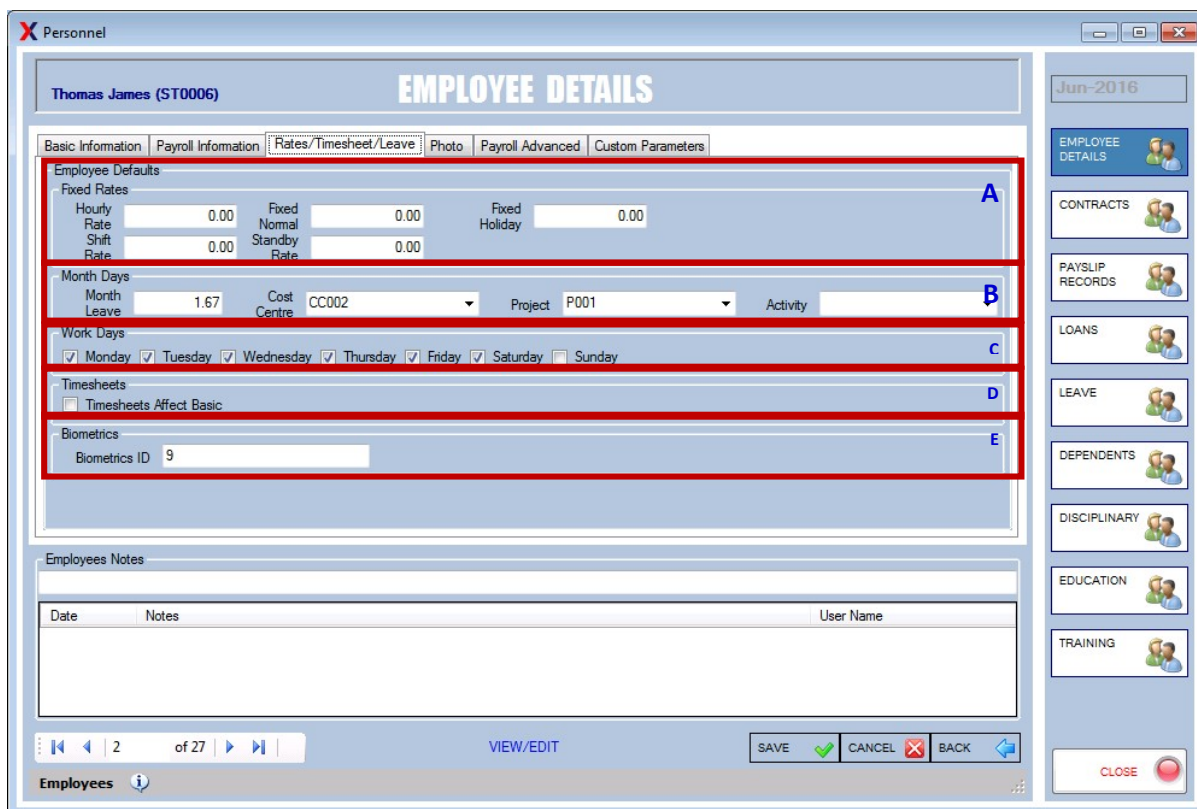 Personnel
Thomas James (ST0006)
EMPLOYEE DETAILS
Jun-2016
Basic Information Payroll Information Rates/Timesheet/Leave Photo Payroll Advanced Custom Parameters
Employee Defaults
A
Fixed Rates
Hourly Rate 0.00 Fixed Normal 0.00 Fixed Holiday 0.00
Shift Rate 0.00 Standby Rate 0.00
Month Days
B
Month Leave 1.67 Cost Centre CC002 Project P001 Activity
Work Days
C
Monday Tuesday Wednesday Thursday Friday Saturday Sunday
Timesheets
D
Timesheets Affect Basic
Biometrics
E
Biometrics ID 9
Employees Notes
Date Notes User Name
2 of 27
VIEW/EDIT
SAVE CANCEL BACK
Employees
EMPLOYEE
DETAILS
CONTRACTS
PAYSLIP
RECORDS
LOANS
LEAVE
DEPENDENTS
DISCIPLINARY
EDUCATION
TRAINING
CLOSE